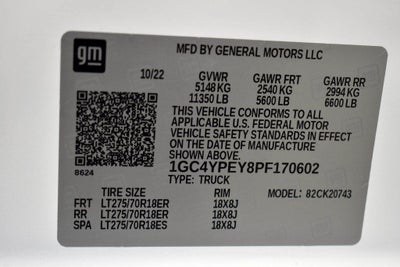 gm
MFD BY GENERAL MOTORS LLC
10/22 GVWR GAWR FRT GAWR RR
5148 KG 2540 KG 2994 KG
11350 LB 5600 LB 6600 LB
THIS VEHICLE CONFORMS TO ALL
APPLICABLE U.S. FEDERAL MOTOR
VEHICLE SAFETY STANDARDS IN EFFECT
ON THE DATE OF MANUFACTURE
SHOWN ABOVE.
8624 1GC4YPEY8PF170602
TYPE: TRUCK
TIRE SIZE RIM MODEL: 82CK20743
FRT LT275/70R18ER 18X8J
RR LT275/70R18ER 18X8J
SPA LT275/70R18ES 18X8J